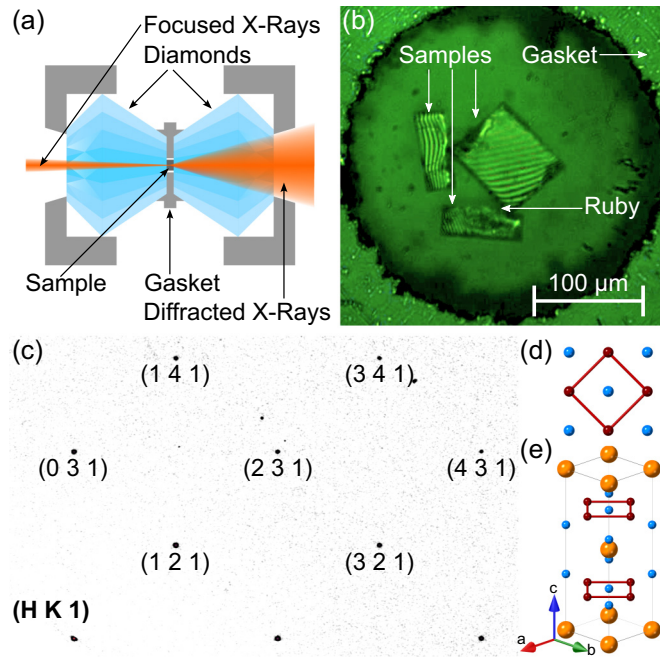 (a)
Focused X-Rays
Diamonds
Sample
Gasket
Diffracted X-Rays
(b)
Samples
Gasket
Ruby
100 µm
(c)
(1 4 1)
(3 4 1)
(0 3 1)
(2 3 1)
(4 3 1)
(1 2 1)
(3 2 1)
(H K 1)
(d)
(e)
c
a
b